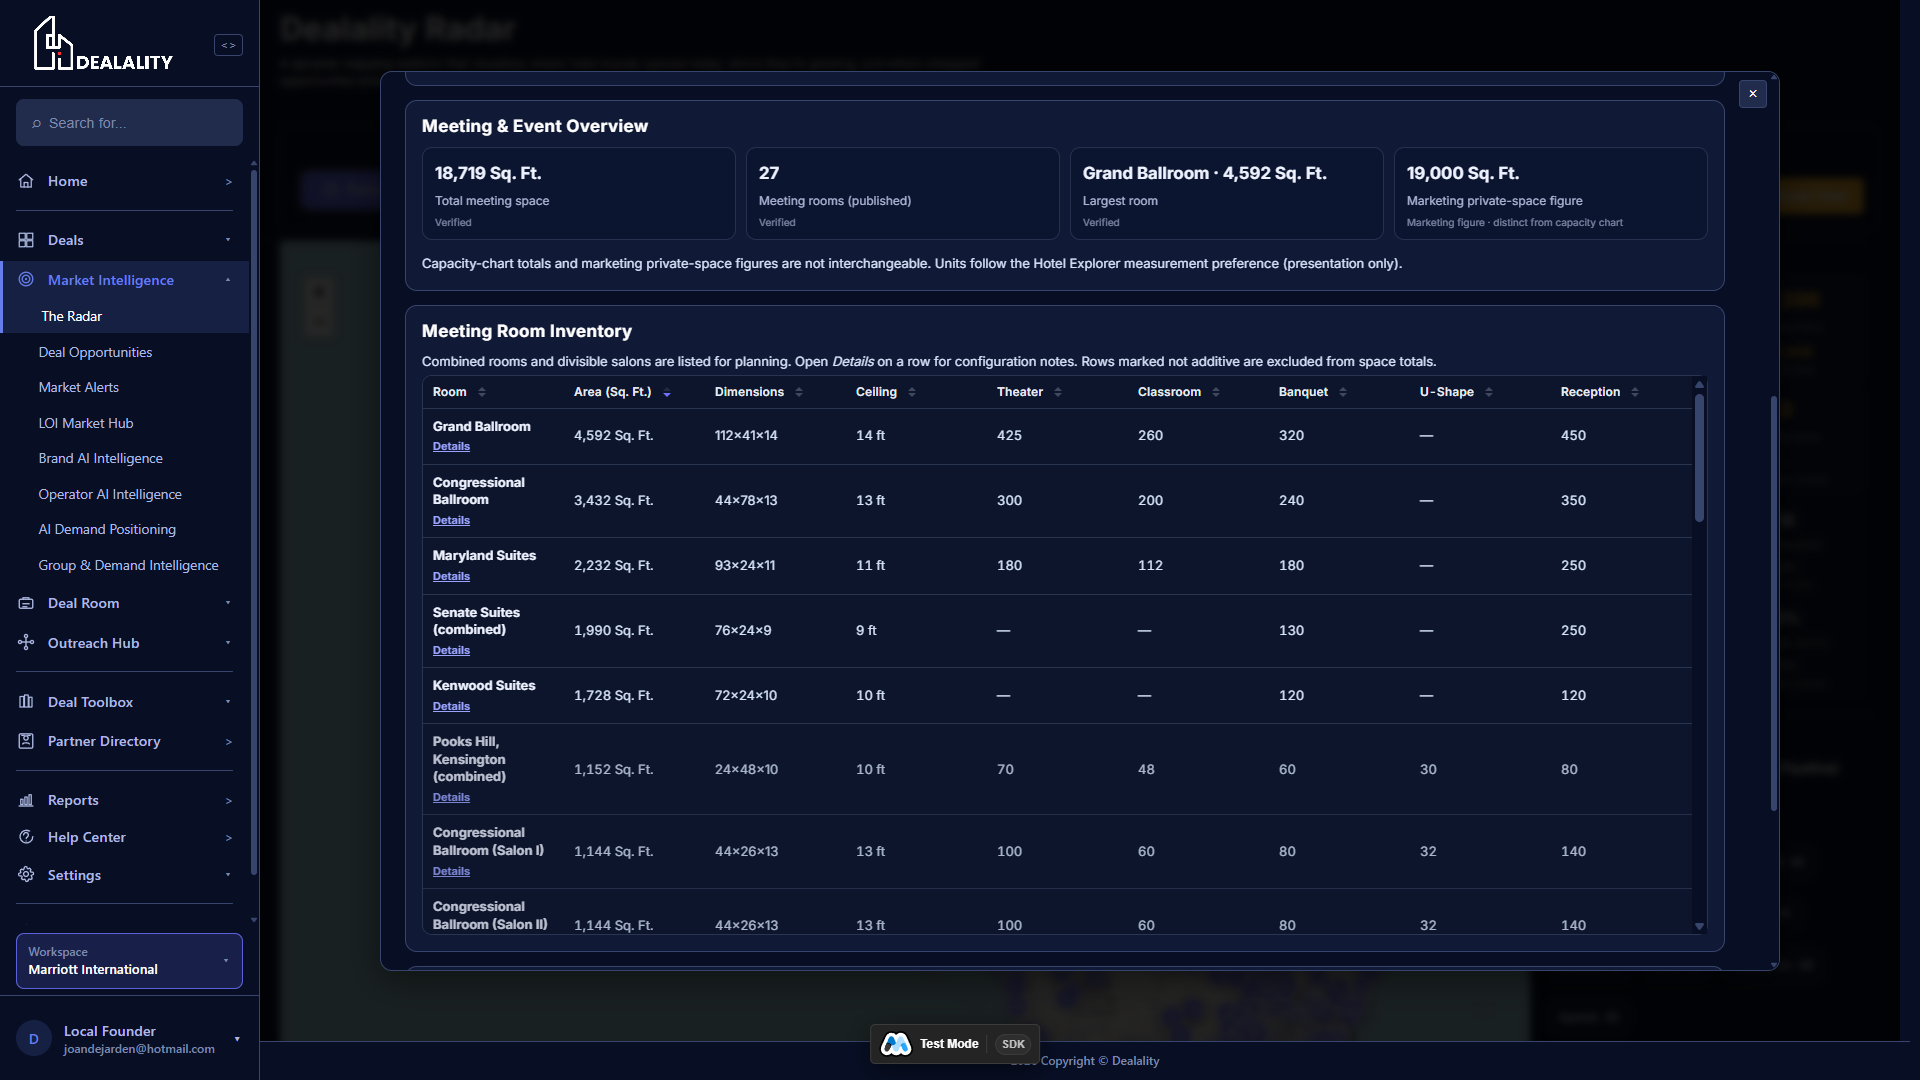 DEALALITY
<>
Search for...
Home
Deals
Market Intelligence
The Radar
Deal Opportunities
Market Alerts
LOI Market Hub
Brand AI Intelligence
Operator AI Intelligence
AI Demand Positioning
Group & Demand Intelligence
Deal Room
Outreach Hub
Deal Toolbox
Partner Directory
Reports
Help Center
Settings
Workspace
Marriott International
D
Local Founder
joandejarden@hotmail.com
Dealality Radar
×
Meeting & Event Overview
18,719 Sq. Ft.
Total meeting space
Verified
27
Meeting rooms (published)
Verified
Grand Ballroom · 4,592 Sq. Ft.
Largest room
Verified
19,000 Sq. Ft.
Marketing private-space figure
Marketing figure · distinct from capacity chart
Capacity-chart totals and marketing private-space figures are not interchangeable. Units follow the Hotel Explorer measurement preference (presentation only).
Meeting Room Inventory
Combined rooms and divisible salons are listed for planning. Open Details on a row for configuration notes. Rows marked not additive are excluded from space totals.
Room Area (Sq. Ft.) Dimensions Ceiling Theater Classroom Banquet U-Shape Reception
Grand Ballroom
Details
4,592 Sq. Ft. 112×41×14 14 ft 425 260 320 — 450
Congressional
Ballroom
Details
3,432 Sq. Ft. 44×78×13 13 ft 300 200 240 — 350
Maryland Suites
Details
2,232 Sq. Ft. 93×24×11 11 ft 180 112 180 — 250
Senate Suites
(combined)
Details
1,990 Sq. Ft. 76×24×9 9 ft — — 130 — 250
Kenwood Suites
Details
1,728 Sq. Ft. 72×24×10 10 ft — — 120 — 120
Pooks Hill,
Kensington
(combined)
Details
1,152 Sq. Ft. 24×48×10 10 ft 70 48 60 30 80
Congressional
Ballroom (Salon I)
Details
1,144 Sq. Ft. 44×26×13 13 ft 100 60 80 32 140
Congressional
Ballroom (Salon II)
1,144 Sq. Ft. 44×26×13 13 ft 100 60 80 32 140
Test Mode SDK
Copyright © Dealality